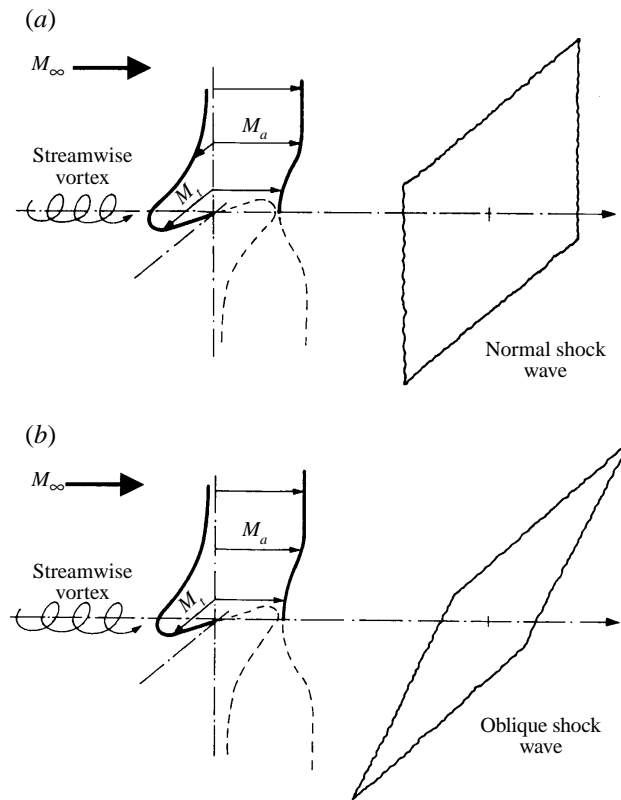 (a)
M∞
Ma
Streamwise
vortex
Mt
Normal shock
wave
(b)
M∞
Ma
Streamwise
vortex
Mt
Oblique shock
wave